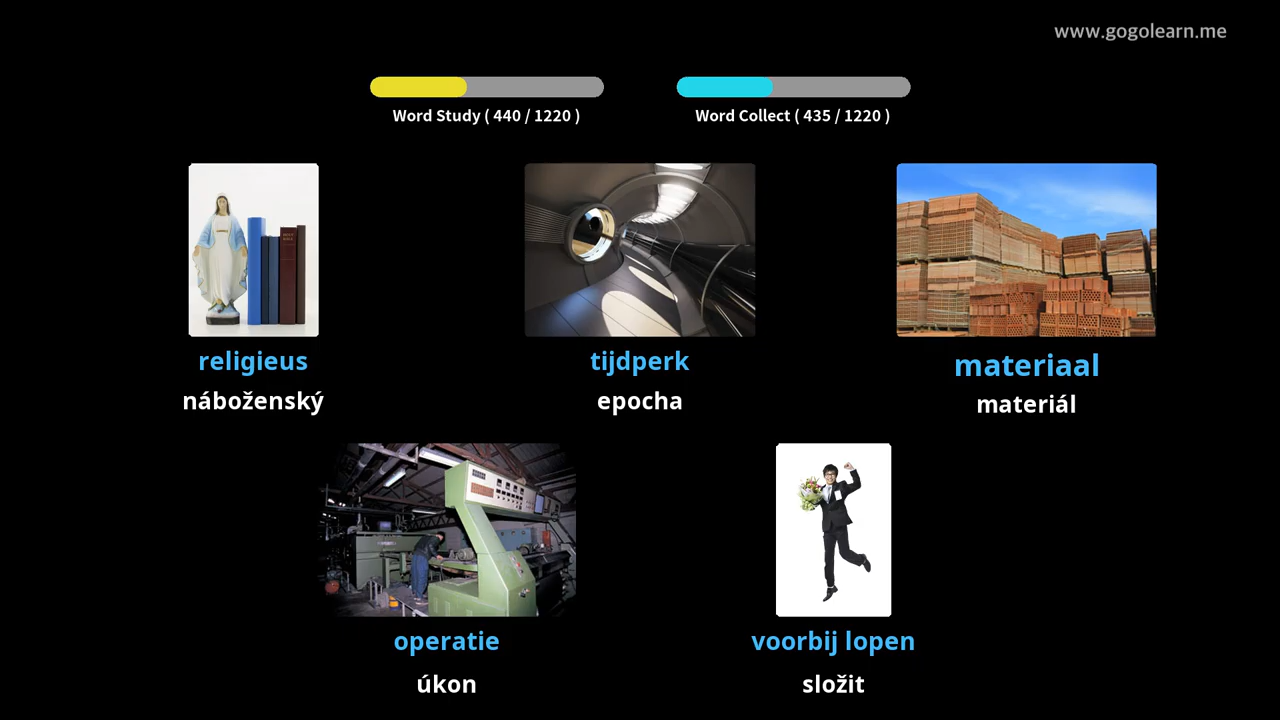 www.gogolearn.me
Word Study ( 440 / 1220 )
Word Collect ( 435 / 1220 )
religieus
náboženský
tijdperk
epocha
materiaal
materiál
operatie
úkon
voorbij lopen
složit